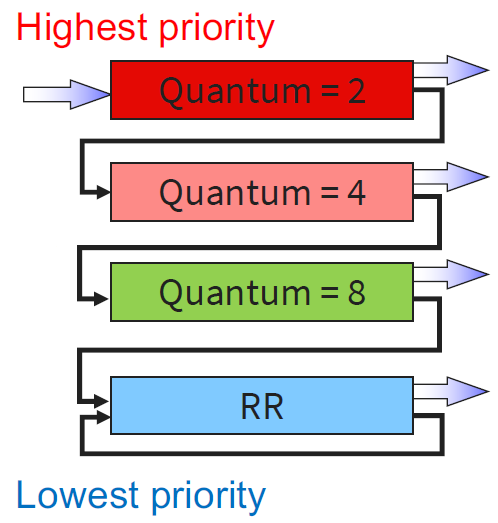 Highest priority
Quantum = 2
Quantum = 4
Quantum = 8
RR
Lowest priority